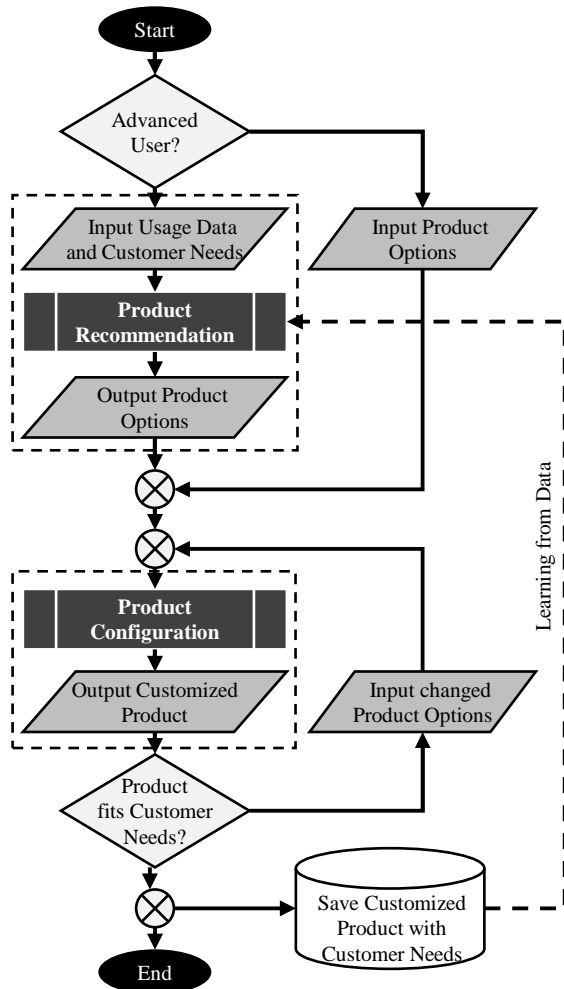 Start
Advanced
User?
Input Usage Data
and Customer Needs
Input Product
Options
Product
Recommendation
Output Product
Options
Learning from Data
Product
Configuration
Output Customized
Product
Input changed
Product Options
Product
fits Customer
Needs?
Save Customized
Product with
Customer Needs
End